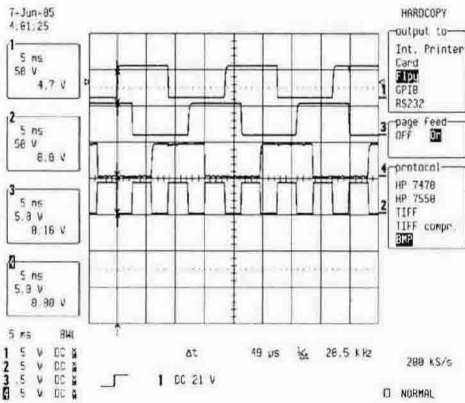 7-Jun-05
4:01:25
HARDCOPY
output to
Int. Printer
Card
Flpy
GPIB
RS232
page feed
OFF On
protocol
HP 7470
HP 7550
TIFF
TIFF compr.
BMP
1
5 ms
50 V
4.7 V
2
5 ms
50 V
0.0 V
3
5 ms
5.0 V
0.16 V
4
5 ms
5.0 V
0.00 V
1
3
4
2
5 ms BWL
1 5 V DC
2 5 V DC
3 .5 V DC
4 .5 V DC
Δt 49 µs 20.5 kHz
1 DC 21 V
200 kS/s
NORMAL